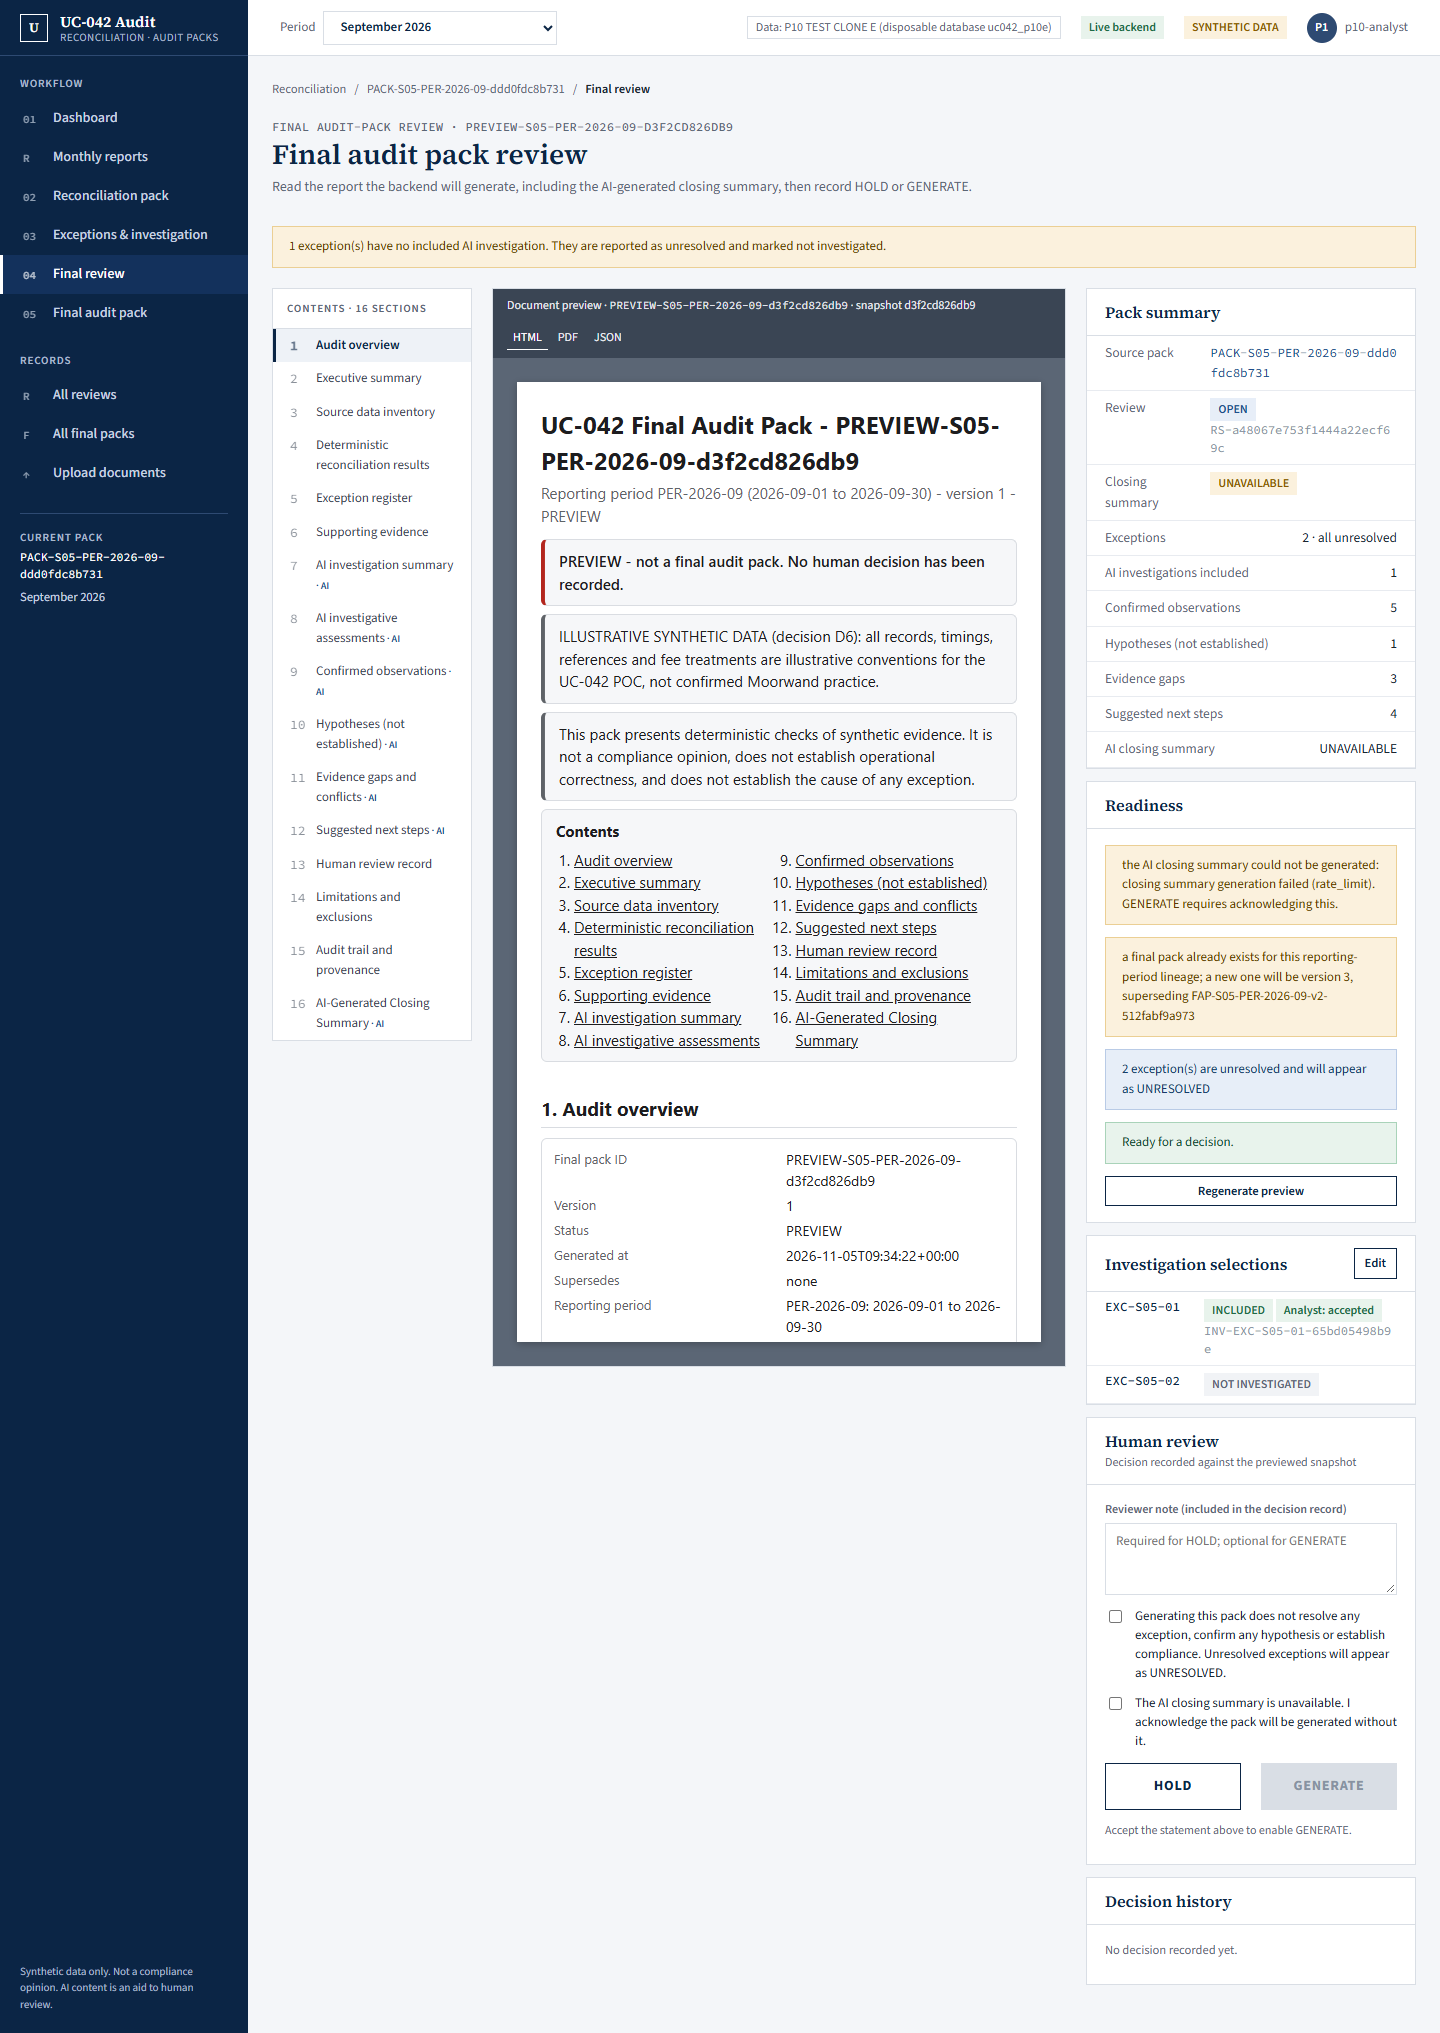 U
UC-042 Audit
RECONCILIATION · AUDIT PACKS
WORKFLOW
01 Dashboard
R Monthly reports
02 Reconciliation pack
03 Exceptions & investigation
04 Final review
05 Final audit pack
RECORDS
R All reviews
F All final packs
↑ Upload documents
CURRENT PACK
PACK-S05-PER-2026-09-
ddd0fdc8b731
September 2026
Synthetic data only. Not a compliance
opinion. AI content is an aid to human
review.
Period September 2026
Data: P10 TEST CLONE E (disposable database uc042_p10e)
Live backend
SYNTHETIC DATA
P1 p10-analyst
Reconciliation / PACK-S05-PER-2026-09-ddd0fdc8b731 / Final review
FINAL AUDIT-PACK REVIEW · PREVIEW-S05-PER-2026-09-D3F2CD826DB9
Final audit pack review
Read the report the backend will generate, including the AI-generated closing summary, then record HOLD or GENERATE.
1 exception(s) have no included AI investigation. They are reported as unresolved and marked not investigated.
CONTENTS · 16 SECTIONS
1 Audit overview
2 Executive summary
3 Source data inventory
4 Deterministic
reconciliation results
5 Exception register
6 Supporting evidence
7 AI investigation summary
· AI
8 AI investigative
assessments · AI
9 Confirmed observations ·
AI
10 Hypotheses (not
established) · AI
11 Evidence gaps and
conflicts · AI
12 Suggested next steps · AI
13 Human review record
14 Limitations and
exclusions
15 Audit trail and
provenance
16 AI-Generated Closing
Summary · AI
Document preview · PREVIEW-S05-PER-2026-09-d3f2cd826db9 · snapshot d3f2cd826db9
HTML PDF JSON
UC-042 Final Audit Pack - PREVIEW-S05-
PER-2026-09-d3f2cd826db9
Reporting period PER-2026-09 (2026-09-01 to 2026-09-30) - version 1 -
PREVIEW
PREVIEW - not a final audit pack. No human decision has been
recorded.
ILLUSTRATIVE SYNTHETIC DATA (decision D6): all records, timings,
references and fee treatments are illustrative conventions for the
UC-042 POC, not confirmed Moorwand practice.
This pack presents deterministic checks of synthetic evidence. It is
not a compliance opinion, does not establish operational
correctness, and does not establish the cause of any exception.
Contents
1. Audit overview
2. Executive summary
3. Source data inventory
4. Deterministic reconciliation
results
5. Exception register
6. Supporting evidence
7. AI investigation summary
8. AI investigative assessments
9. Confirmed observations
10. Hypotheses (not established)
11. Evidence gaps and conflicts
12. Suggested next steps
13. Human review record
14. Limitations and exclusions
15. Audit trail and provenance
16. AI-Generated Closing
Summary
1. Audit overview
Final pack ID PREVIEW-S05-PER-2026-09-
d3f2cd826db9
Version 1
Status PREVIEW
Generated at 2026-11-05T09:34:22+00:00
Supersedes none
Reporting period PER-2026-09: 2026-09-01 to 2026-
09-30
Pack summary
Source pack PACK-S05-PER-2026-09-ddd0
fdc8b731
Review OPEN
RS-a48067e753f1444a22ecf6
9c
Closing
summary
UNAVAILABLE
Exceptions 2 · all unresolved
AI investigations included 1
Confirmed observations 5
Hypotheses (not established) 1
Evidence gaps 3
Suggested next steps 4
AI closing summary UNAVAILABLE
Readiness
the AI closing summary could not be generated:
closing summary generation failed (rate_limit).
GENERATE requires acknowledging this.
a final pack already exists for this reporting-
period lineage; a new one will be version 3,
superseding FAP-S05-PER-2026-09-v2-
512fabf9a973
2 exception(s) are unresolved and will appear
as UNRESOLVED
Ready for a decision.
Regenerate preview
Investigation selections
Edit
EXC-S05-01 INCLUDED Analyst: accepted
INV-EXC-S05-01-65bd05498b9
e
EXC-S05-02 NOT INVESTIGATED
Human review
Decision recorded against the previewed snapshot
Reviewer note (included in the decision record)
Required for HOLD; optional for GENERATE
Generating this pack does not resolve any
exception, confirm any hypothesis or establish
compliance. Unresolved exceptions will appear
as UNRESOLVED.
The AI closing summary is unavailable. I
acknowledge the pack will be generated without
it.
HOLD GENERATE
Accept the statement above to enable GENERATE.
Decision history
No decision recorded yet.